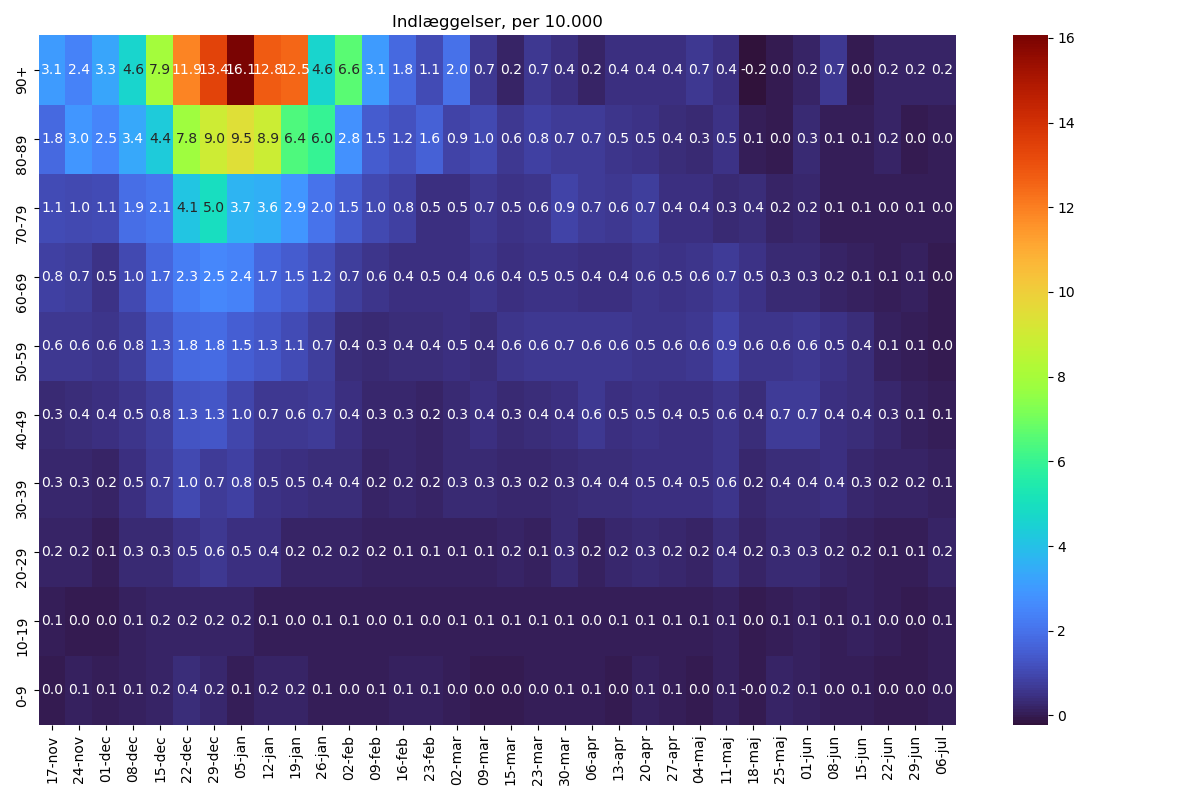 Indlæggelser, per 10.000
90+ 3.1 2.4 3.3 4.6 7.9 11.9 13.4 16.1 12.8 12.5 4.6 6.6 3.1 1.8 1.1 2.0 0.7 0.2 0.7 0.4 0.2 0.4 0.4 0.4 0.7 0.4 -0.2 0.0 0.2 0.7 0.0 0.2 0.2 0.2
80-89 1.8 3.0 2.5 3.4 4.4 7.8 9.0 9.5 8.9 6.4 6.0 2.8 1.5 1.2 1.6 0.9 1.0 0.6 0.8 0.7 0.7 0.5 0.5 0.4 0.3 0.5 0.1 0.0 0.3 0.1 0.1 0.2 0.0 0.0
70-79 1.1 1.0 1.1 1.9 2.1 4.1 5.0 3.7 3.6 2.9 2.0 1.5 1.0 0.8 0.5 0.5 0.7 0.5 0.6 0.9 0.7 0.6 0.7 0.4 0.4 0.3 0.4 0.2 0.2 0.1 0.1 0.0 0.1 0.0
60-69 0.8 0.7 0.5 1.0 1.7 2.3 2.5 2.4 1.7 1.5 1.2 0.7 0.6 0.4 0.5 0.4 0.6 0.4 0.5 0.5 0.4 0.4 0.6 0.5 0.6 0.7 0.5 0.3 0.3 0.2 0.1 0.1 0.1 0.0
50-59 0.6 0.6 0.6 0.8 1.3 1.8 1.8 1.5 1.3 1.1 0.7 0.4 0.3 0.4 0.4 0.5 0.4 0.6 0.6 0.7 0.6 0.6 0.5 0.6 0.6 0.9 0.6 0.6 0.6 0.5 0.4 0.1 0.1 0.0
40-49 0.3 0.4 0.4 0.5 0.8 1.3 1.3 1.0 0.7 0.6 0.7 0.4 0.3 0.3 0.2 0.3 0.4 0.3 0.4 0.4 0.6 0.5 0.5 0.4 0.5 0.6 0.4 0.7 0.7 0.4 0.4 0.3 0.1 0.1
30-39 0.3 0.3 0.2 0.5 0.7 1.0 0.7 0.8 0.5 0.5 0.4 0.4 0.2 0.2 0.2 0.3 0.3 0.3 0.2 0.3 0.4 0.4 0.5 0.4 0.5 0.6 0.2 0.4 0.4 0.4 0.3 0.2 0.2 0.1
20-29 0.2 0.2 0.1 0.3 0.3 0.5 0.6 0.5 0.4 0.2 0.2 0.2 0.2 0.1 0.1 0.1 0.1 0.2 0.1 0.3 0.2 0.2 0.3 0.2 0.2 0.4 0.2 0.3 0.3 0.2 0.2 0.1 0.1 0.2
10-19 0.1 0.0 0.0 0.1 0.2 0.2 0.2 0.2 0.1 0.0 0.1 0.1 0.0 0.1 0.0 0.1 0.1 0.1 0.1 0.1 0.0 0.1 0.1 0.1 0.1 0.1 0.0 0.1 0.1 0.0 0.1 0.1 0.0 0.1
0-9 0.0 0.1 0.1 0.1 0.2 0.4 0.2 0.1 0.2 0.2 0.1 0.0 0.1 0.1 0.1 0.0 0.0 0.0 0.0 0.1 0.1 0.0 0.1 0.1 0.0 0.1 -0.0 0.2 0.1 0.0 0.1 0.0 0.0 0.0
17-nov 24-nov 01-dec 08-dec 15-dec 22-dec 29-dec 05-jan 12-jan 19-jan 26-jan 02-feb 09-feb 16-feb 23-feb 02-mar 09-mar 15-mar 23-mar 30-mar 06-apr 13-apr 20-apr 27-apr 04-maj 11-maj 18-maj 25-maj 01-jun 08-jun 15-jun 22-jun 29-jun 06-jul
16
14
12
10
8
6
4
2
0